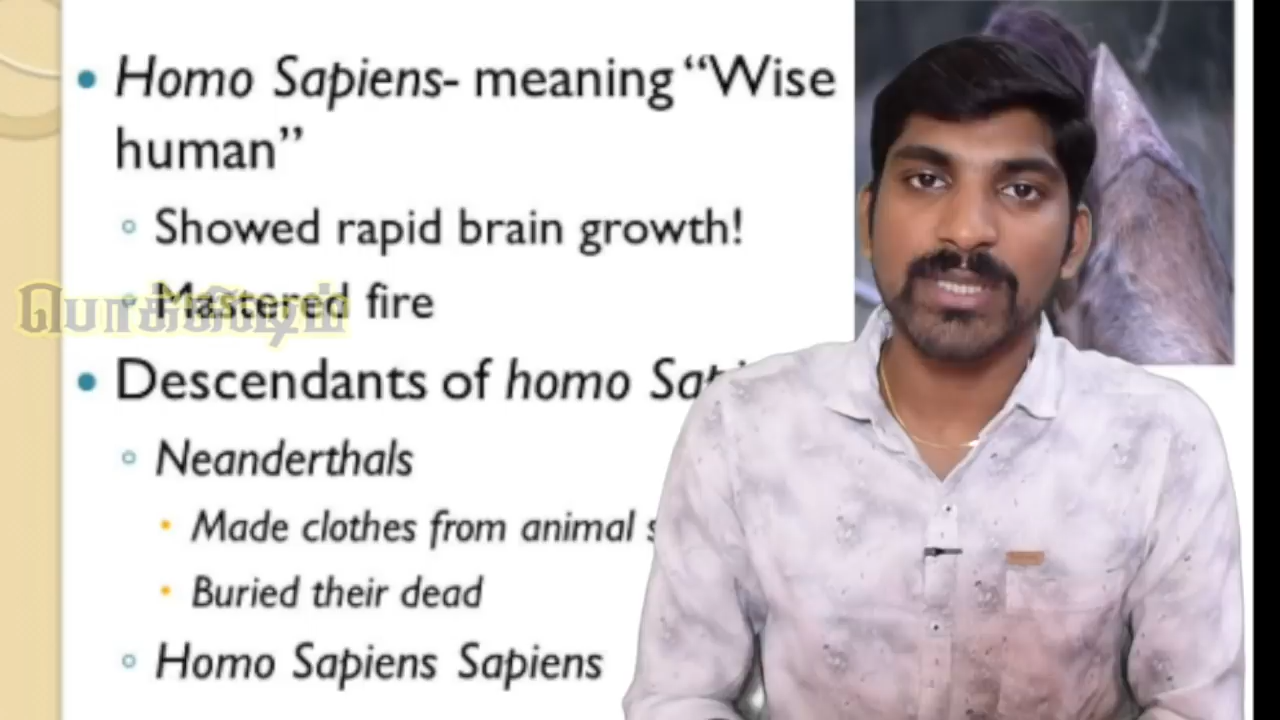 • Homo Sapiens- meaning “Wise
human”
◦ Showed rapid brain growth!
பொக்கிஷம்
◦ Mastered fire
• Descendants of homo
◦ Neanderthals
▪ Made clothes from animal
▪ Buried their dead
◦ Homo Sapiens Sapiens